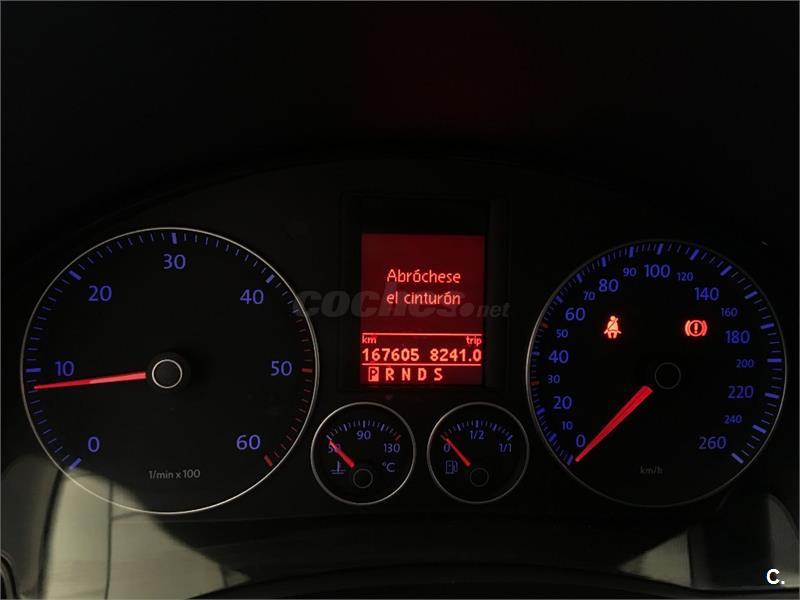 Abróchese
el cinturón
km trip
167605 8241.0
P R N D S
0 10 20 30 40 50 60
1/min x 100
50 90 130
°C
0 1/2 1/1
0 20 30 40 50 60 70 80 90 100 120 140 160 180 200 220 240 260
km/h
coches.net
C.